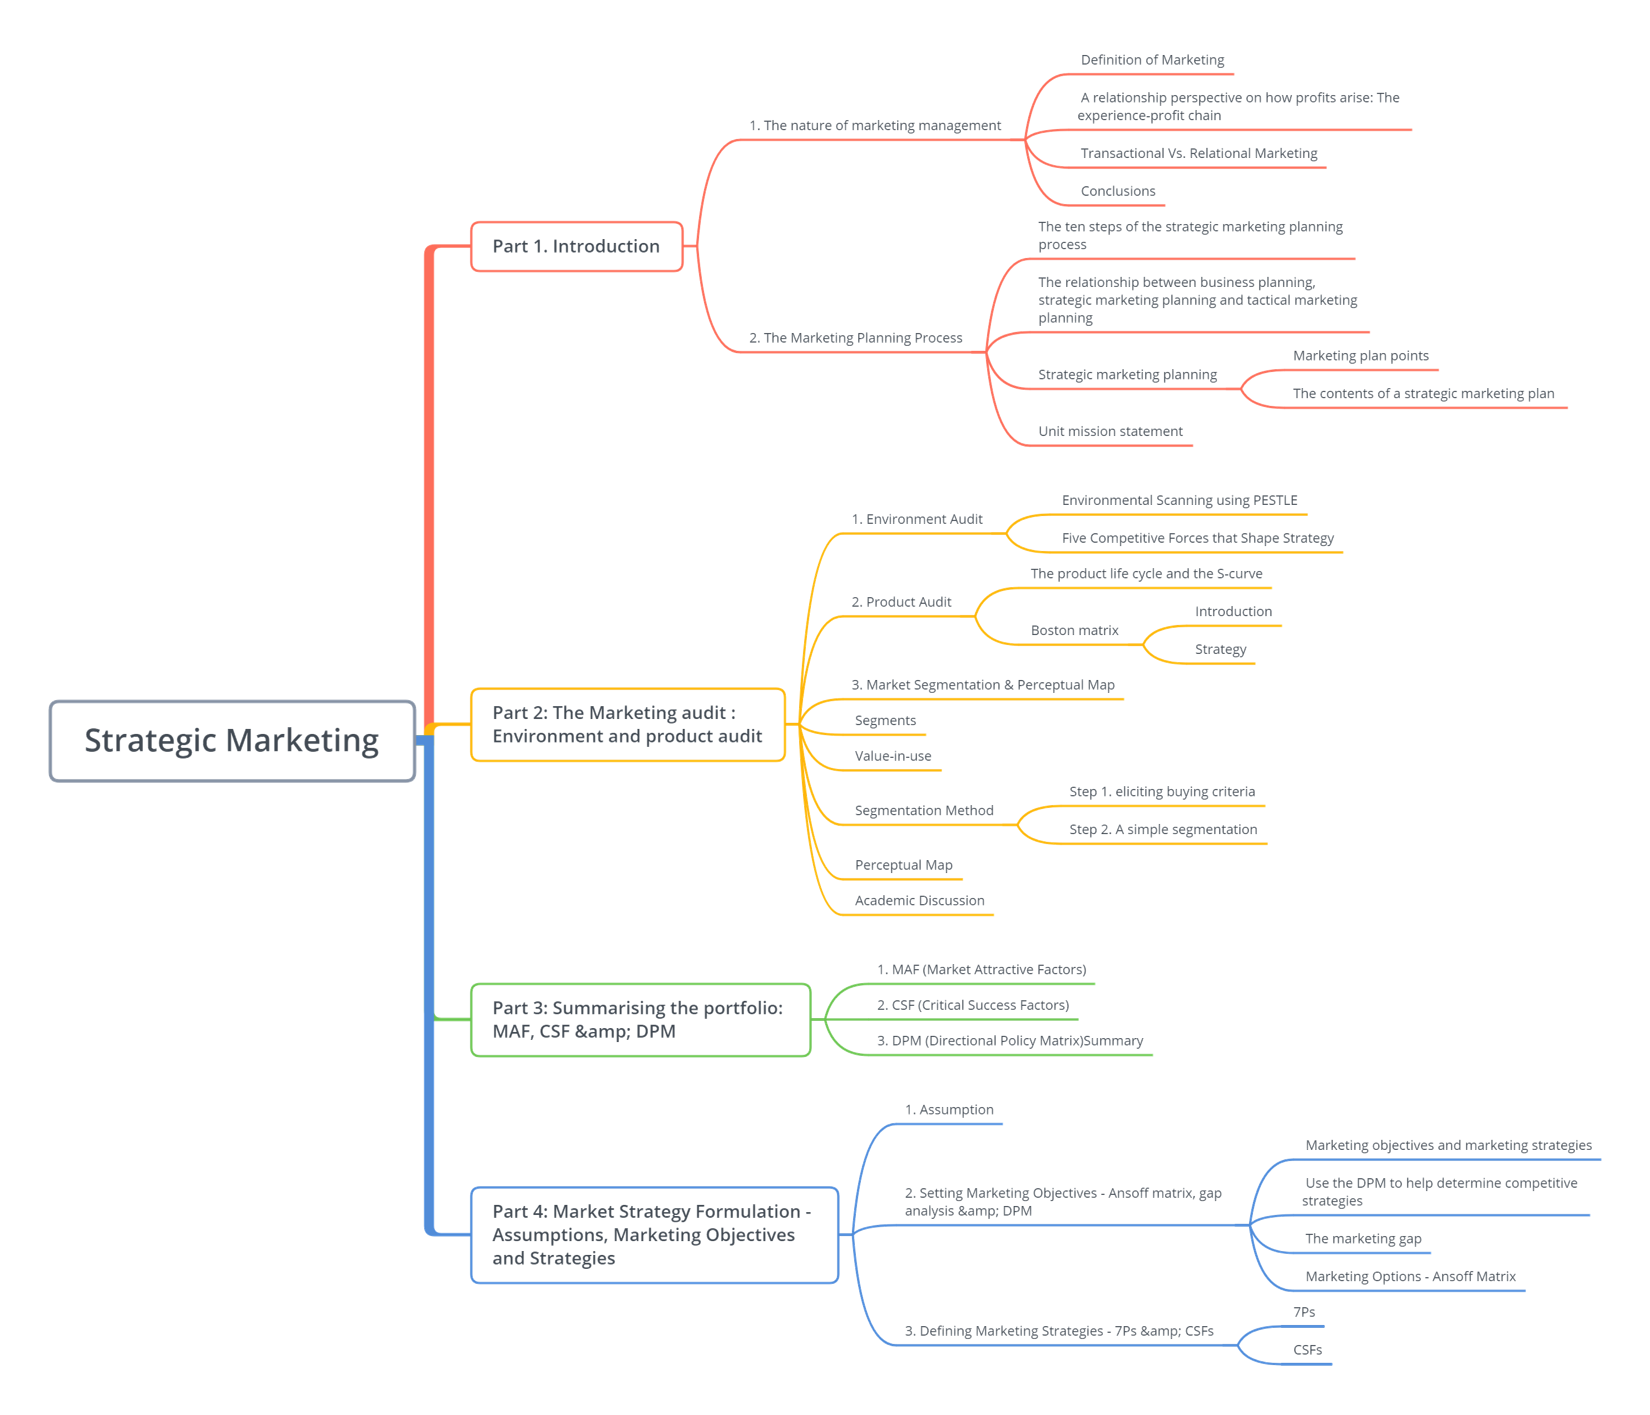 Strategic Marketing
Part 1. Introduction
1. The nature of marketing management
Definition of Marketing
A relationship perspective on how profits arise: The
experience-profit chain
Transactional Vs. Relational Marketing
Conclusions
2. The Marketing Planning Process
The ten steps of the strategic marketing planning
process
The relationship between business planning,
strategic marketing planning and tactical marketing
planning
Strategic marketing planning
Marketing plan points
The contents of a strategic marketing plan
Unit mission statement
Part 2: The Marketing audit :
Environment and product audit
1. Environment Audit
Environmental Scanning using PESTLE
Five Competitive Forces that Shape Strategy
2. Product Audit
The product life cycle and the S-curve
Boston matrix
Introduction
Strategy
3. Market Segmentation & Perceptual Map
Segments
Value-in-use
Segmentation Method
Step 1. eliciting buying criteria
Step 2. A simple segmentation
Perceptual Map
Academic Discussion
Part 3: Summarising the portfolio:
MAF, CSF &amp; DPM
1. MAF (Market Attractive Factors)
2. CSF (Critical Success Factors)
3. DPM (Directional Policy Matrix)Summary
Part 4: Market Strategy Formulation -
Assumptions, Marketing Objectives
and Strategies
1. Assumption
2. Setting Marketing Objectives - Ansoff matrix, gap
analysis &amp; DPM
Marketing objectives and marketing strategies
Use the DPM to help determine competitive
strategies
The marketing gap
Marketing Options - Ansoff Matrix
3. Defining Marketing Strategies - 7Ps &amp; CSFs
7Ps
CSFs